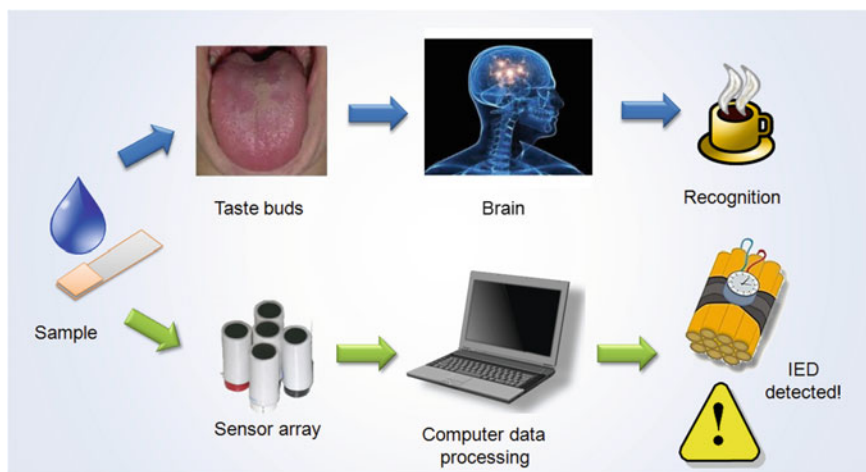 Taste buds
Brain
Recognition
Sample
Sensor array
Computer data
processing
IED
detected!